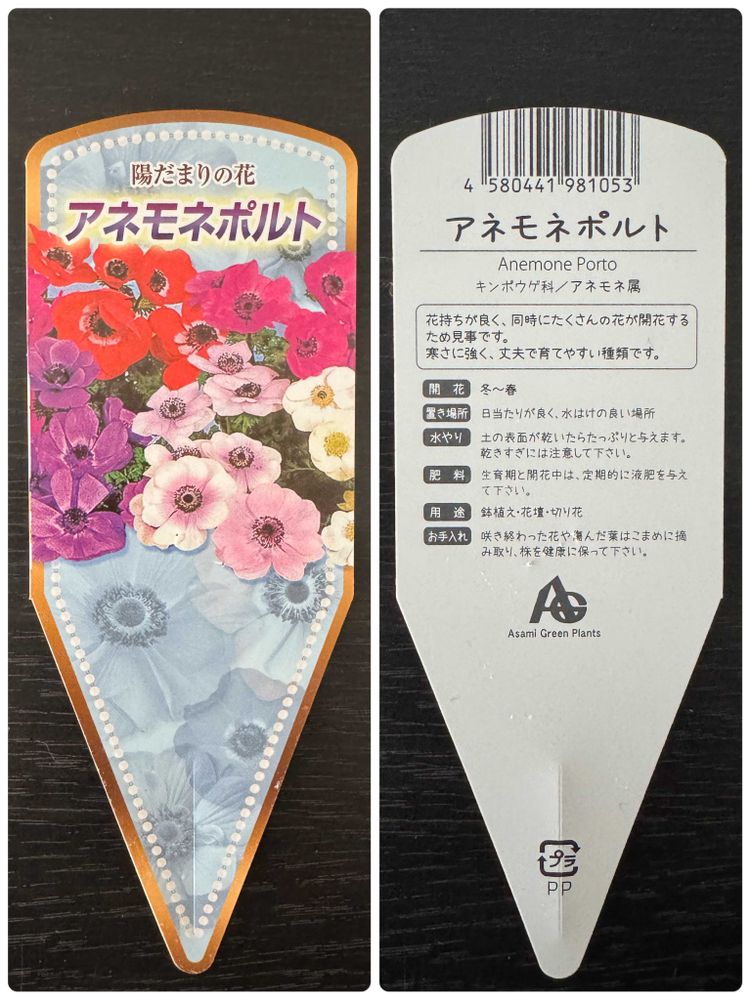 陽だまりの花
アネモネポルト
4 580441 981053
アネモネポルト
Anemone Porto
キンポウゲ科／アネモネ属
花持ちが良く、同時にたくさんの花が開花する
ため見事です。
寒さに強く、丈夫で育てやすい種類です。
開花 冬～春
置き場所 日当たりが良く、水はけの良い場所
水やり 土の表面が乾いたらたっぷりと与えます。
乾きすぎには注意して下さい。
肥料 生育期と開花中は、定期的に液肥を与え
て下さい。
用途 鉢植え・花壇・切り花
お手入れ 咲き終わった花や傷んだ葉はこまめに摘
み取り、株を健康に保って下さい。
AG
Asami Green Plants
プラ
PP